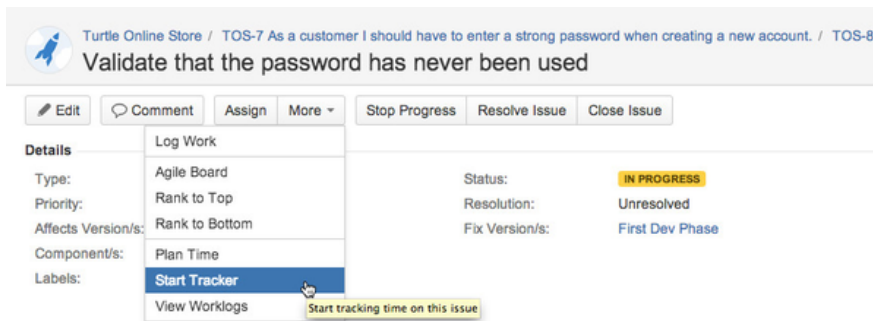 Turtle Online Store / TOS-7 As a customer I should have to enter a strong password when creating a new account. / TOS-8
Validate that the password has never been used
Edit Comment Assign More Stop Progress Resolve Issue Close Issue
Details
Log Work
Type: Agile Board Status: IN PROGRESS
Priority: Rank to Top Resolution: Unresolved
Affects Version/s: Rank to Bottom Fix Version/s: First Dev Phase
Component/s: Plan Time
Labels: Start Tracker
View Worklogs
Start tracking time on this issue